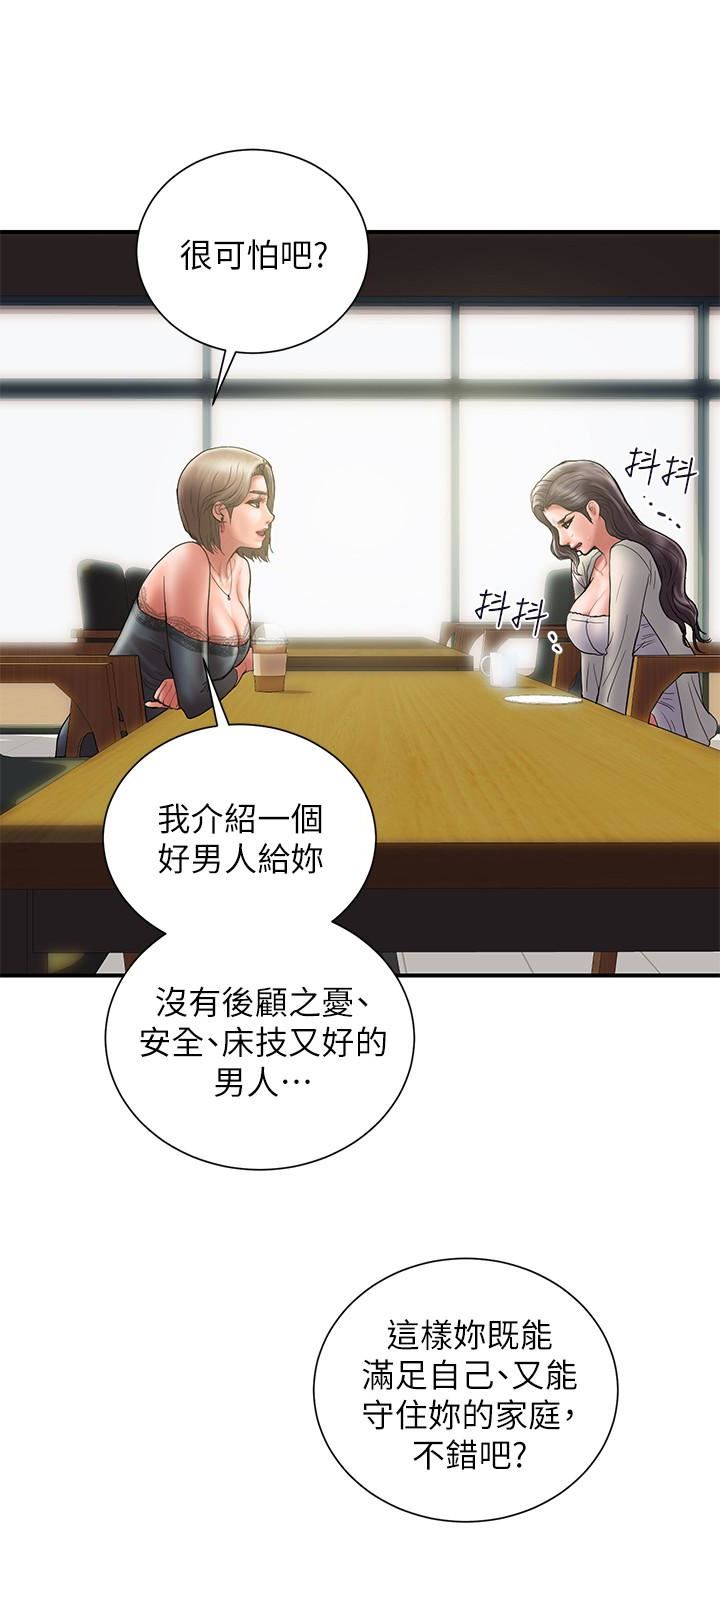 很可怕吧?
抖抖
抖抖
我介紹一個
好男人給妳
沒有後顧之憂、
安全、床技又好的
男人…
這樣妳既能
滿足自己、又能
守住妳的家庭，
不錯吧?